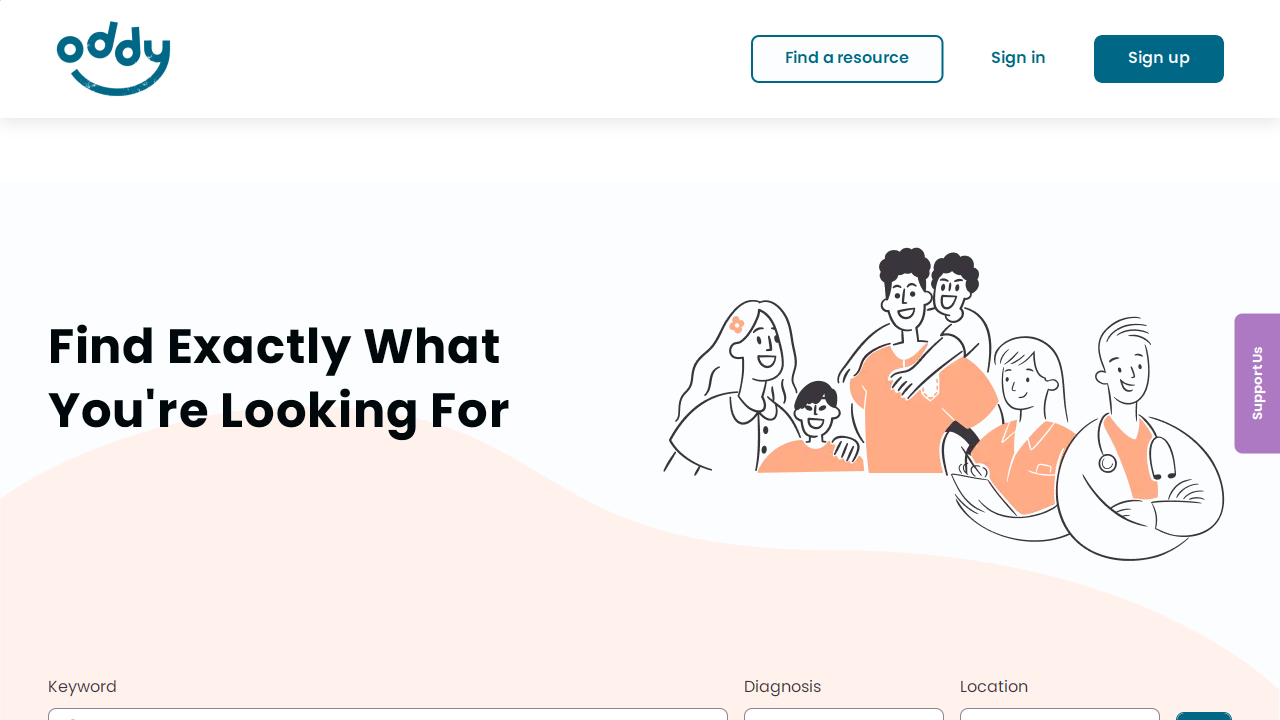 oddy
Find a resource
Sign in
Sign up
Find Exactly What
You're Looking For
Support Us
Keyword
Diagnosis
Location